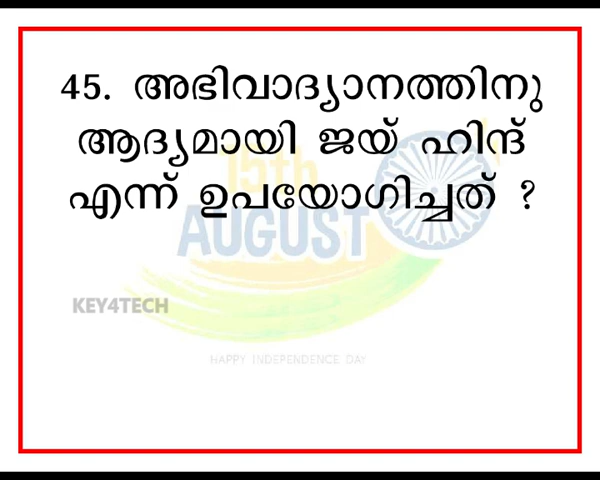 45. അഭിവാദ്യാനത്തിനു
ആദ്യമായി ജയ് ഹിന്ദ്
എന്ന് ഉപയോഗിച്ചത് ?
15th
AUGUST
KEY4TECH
HAPPY INDEPENDENCE DAY